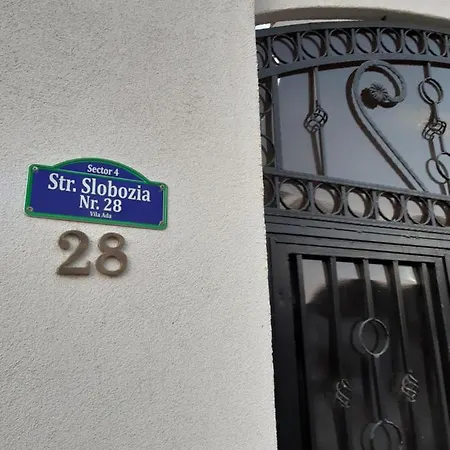 Sector 4
Str. Slobozia
Nr. 28
Vila Ada
28